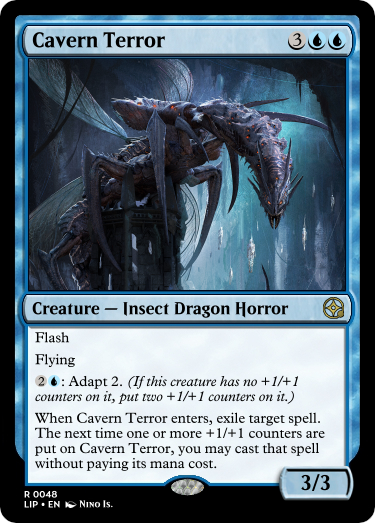 Cavern Terror 3
Creature — Insect Dragon Horror
Flash
Flying
2: Adapt 2. (If this creature has no +1/+1
counters on it, put two +1/+1 counters on it.)
When Cavern Terror enters, exile target spell.
The next time one or more +1/+1 counters are
put on Cavern Terror, you may cast that spell
without paying its mana cost.
3/3
R 0048
LIP • EN Nino Is.